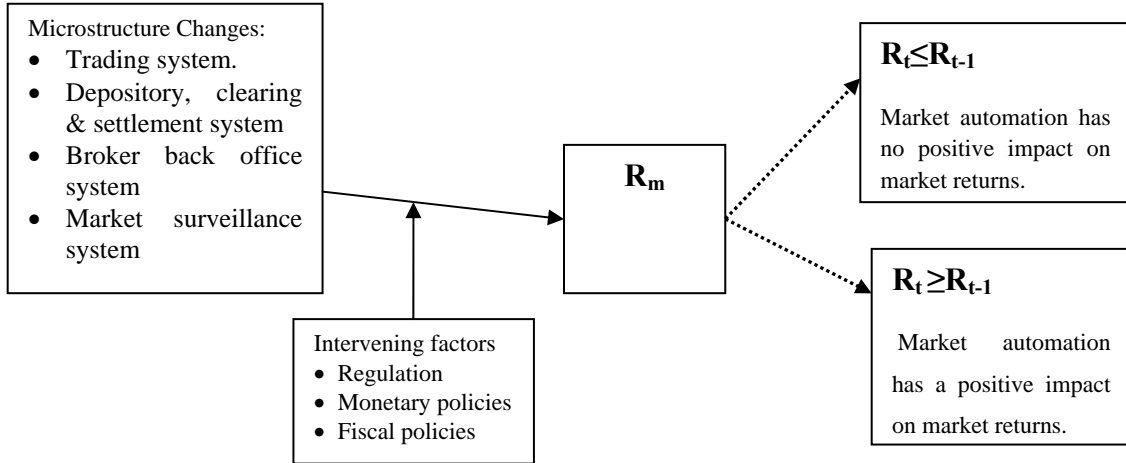 Microstructure Changes:
• Trading system.
• Depository, clearing
& settlement system
• Broker back office
system
• Market surveillance
system
Intervening factors
• Regulation
• Monetary policies
• Fiscal policies
Rm
Rt≤Rt-1
Market automation has
no positive impact on
market returns.
Rt ≥Rt-1
Market automation
has a positive impact
on market returns.